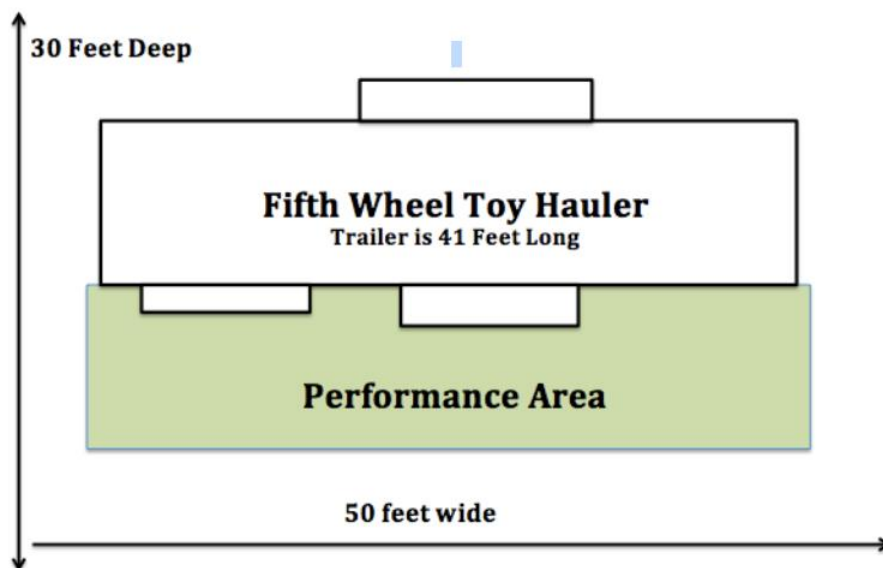 30 Feet Deep
Fifth Wheel Toy Hauler
Trailer is 41 Feet Long
Performance Area
50 feet wide